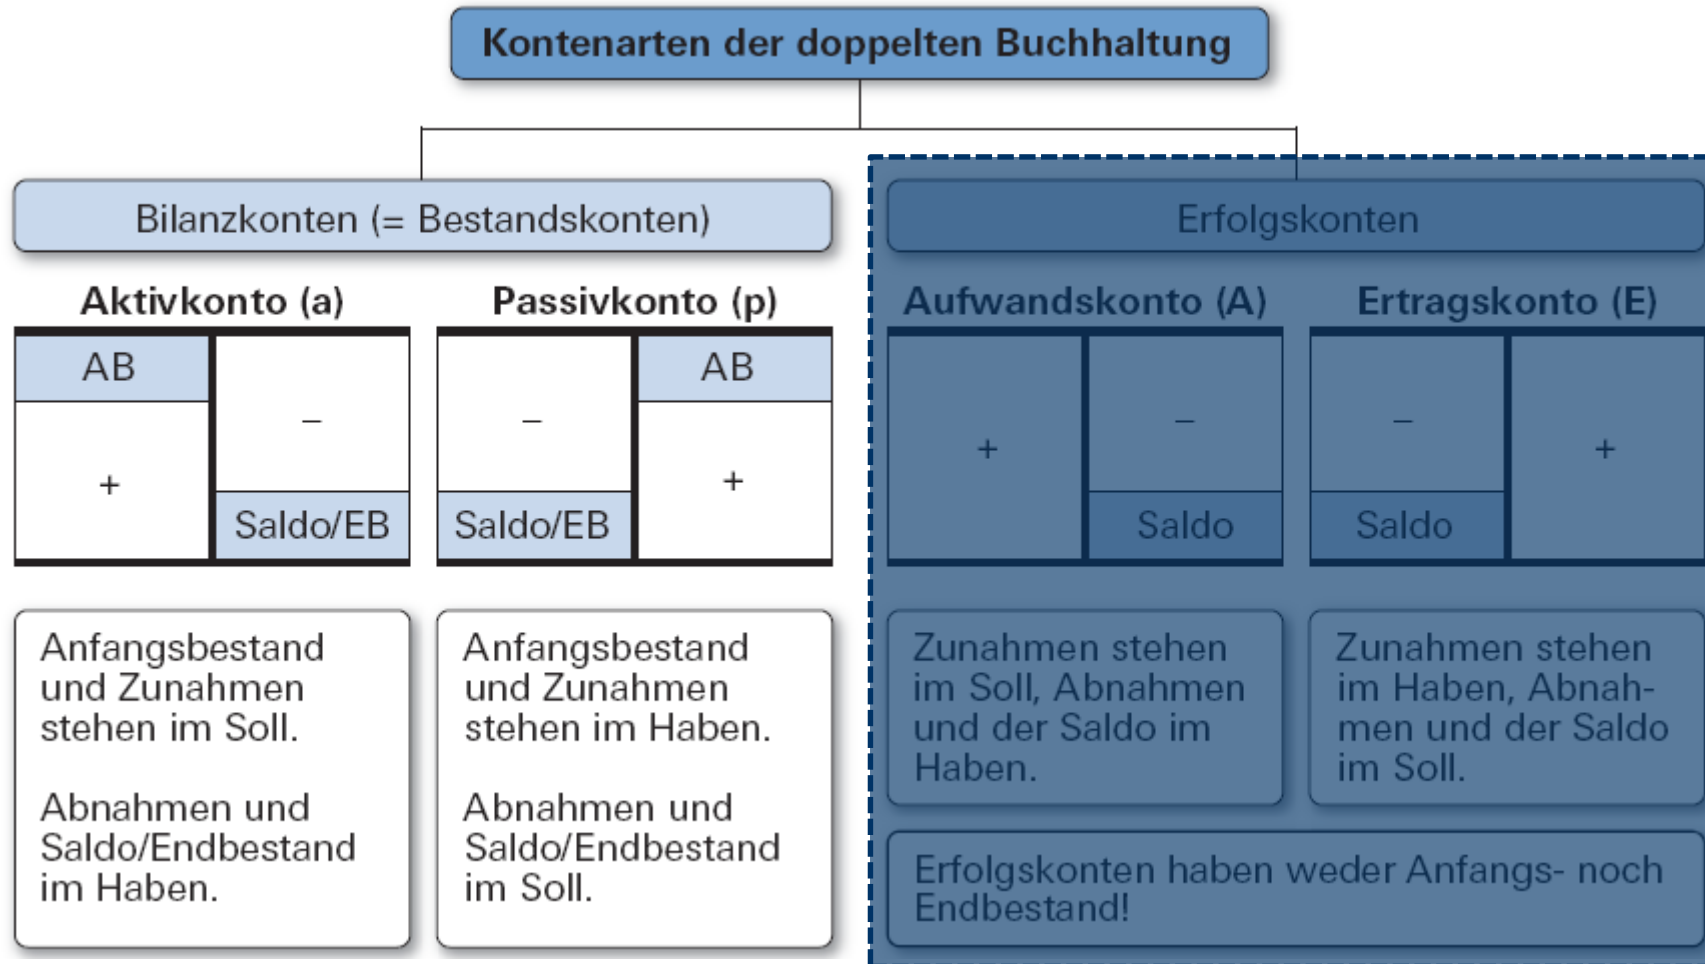 Kontenarten der doppelten Buchhaltung
Bilanzkonten (= Bestandskonten)
Aktivkonto (a)
AB
–
+
Saldo/EB
Anfangsbestand
und Zunahmen
stehen im Soll.
Abnahmen und
Saldo/Endbestand
im Haben.
Passivkonto (p)
–
AB
Saldo/EB
+
Anfangsbestand
und Zunahmen
stehen im Haben.
Abnahmen und
Saldo/Endbestand
im Soll.
Erfolgskonten
Aufwandskonto (A)
+
–
Saldo
Zunahmen stehen
im Soll, Abnahmen
und der Saldo im
Haben.
Ertragskonto (E)
–
+
Saldo
Zunahmen stehen
im Haben, Abnah-
men und der Saldo
im Soll.
Erfolgskonten haben weder Anfangs- noch
Endbestand!